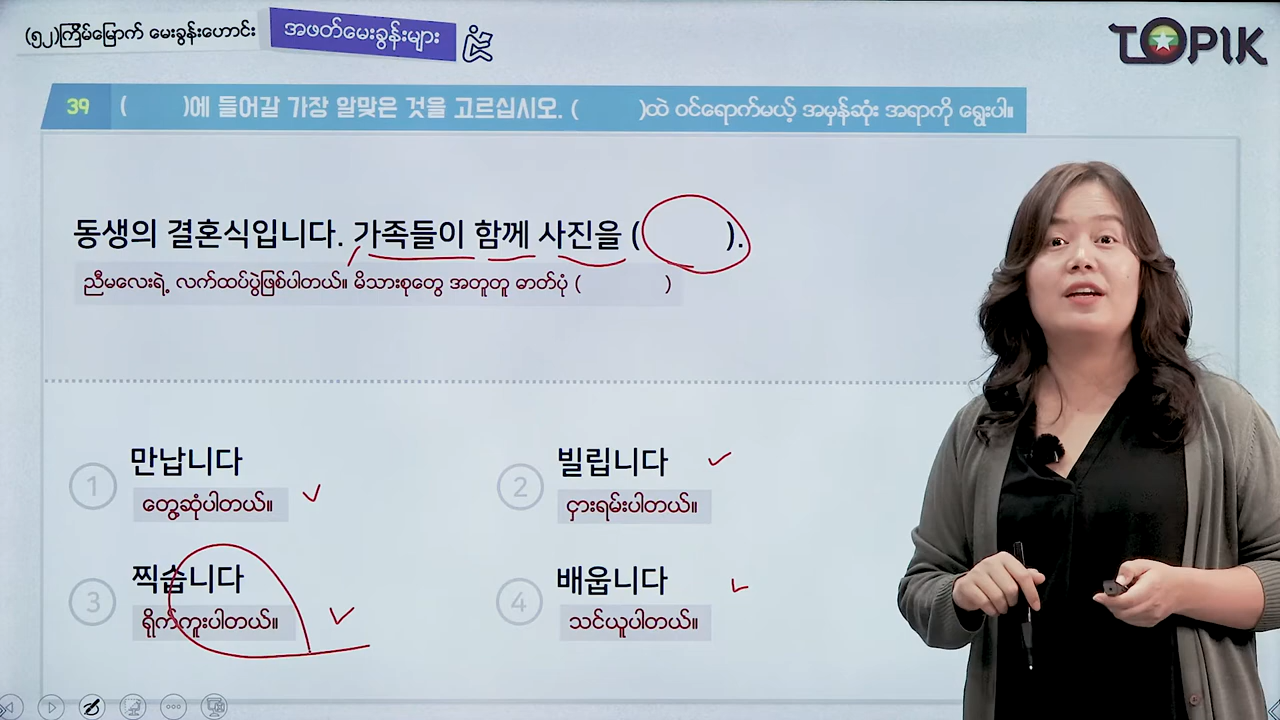 (၅၂)ကြိမ်မြောက် မေးခွန်းဟောင်း
အဖတ်မေးခွန်းများ
TOPIK
39 (        )에 들어갈 가장 알맞은 것을 고르십시오. (        )ထဲ ဝင်ရောက်မယ့် အမှန်ဆုံး အရာကို ရွေးပါ။
동생의 결혼식입니다. 가족들이 함께 사진을 (        ).
ညီမလေးရဲ့ လက်ထပ်ပွဲဖြစ်ပါတယ်။ မိသားစုတွေ အတူတူ ဓာတ်ပုံ (        )
1 만납니다
တွေ့ဆုံပါတယ်။
2 빌립니다
ငှားရမ်းပါတယ်။
3 찍습니다
ရိုက်ကူးပါတယ်။
4 배웁니다
သင်ယူပါတယ်။